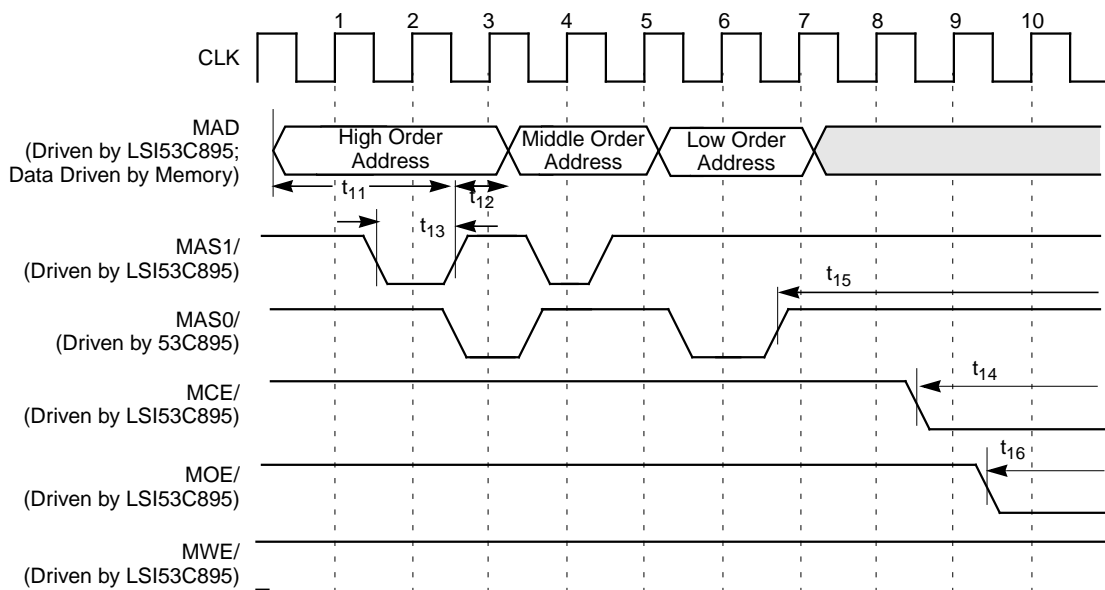 1 2 3 4 5 6 7 8 9 10
CLK
MAD
(Driven by LSI53C895;
Data Driven by Memory)
High Order
Address
Middle Order
Address
Low Order
Address
t11
t12
t13
MAS1/
(Driven by LSI53C895)
t15
MAS0/
(Driven by 53C895)
MCE/
(Driven by LSI53C895)
t14
MOE/
(Driven by LSI53C895)
t16
MWE/
(Driven by LSI53C895)